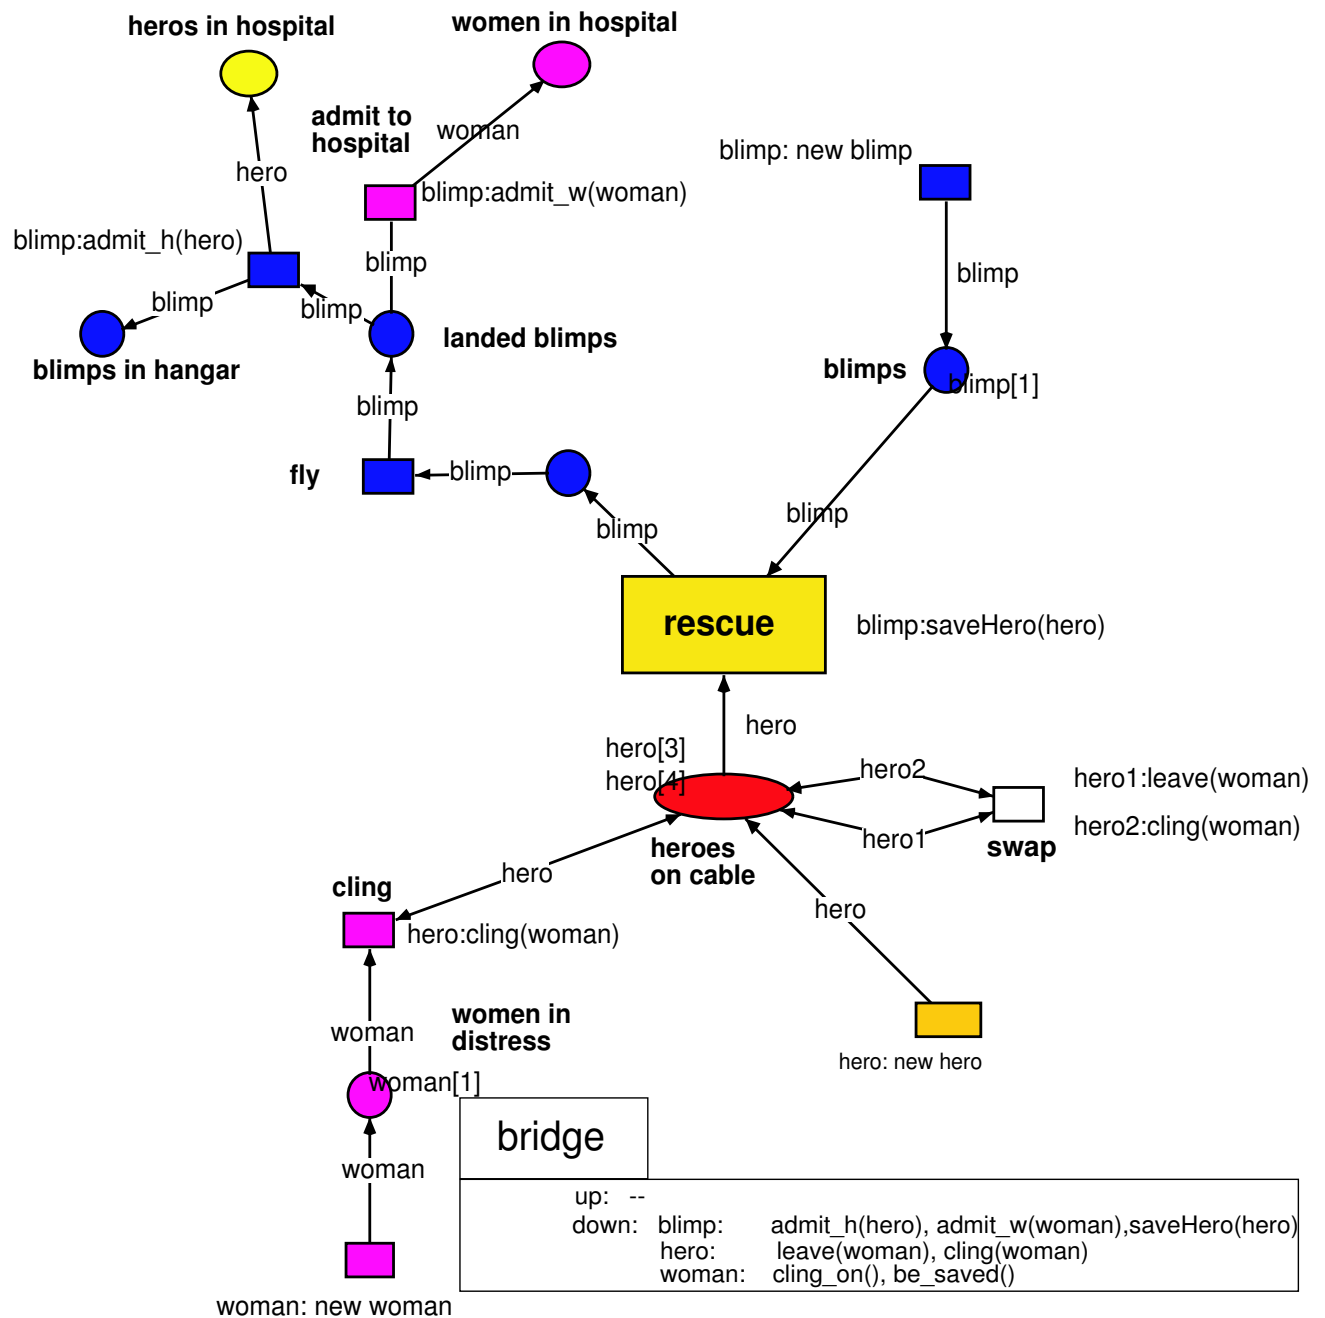 heros in hospital
women in hospital
admit to
hospital
woman
hero
blimp: new blimp
blimp:admit_w(woman)
blimp:admit_h(hero)
blimp
blimp
blimp
blimp
landed blimps
blimps in hangar
blimps
blimp[1]
blimp
fly
blimp
blimp
blimp
rescue
blimp:saveHero(hero)
hero
hero[3]
hero[4]
hero2
hero1:leave(woman)
hero1
hero2:cling(woman)
swap
heroes
on cable
hero
cling
hero
hero:cling(woman)
women in
distress
woman
hero: new hero
woman[1]
bridge
woman
up: --
down: blimp: admit_h(hero), admit_w(woman),saveHero(hero)
hero: leave(woman), cling(woman)
woman: cling_on(), be_saved()
woman: new woman